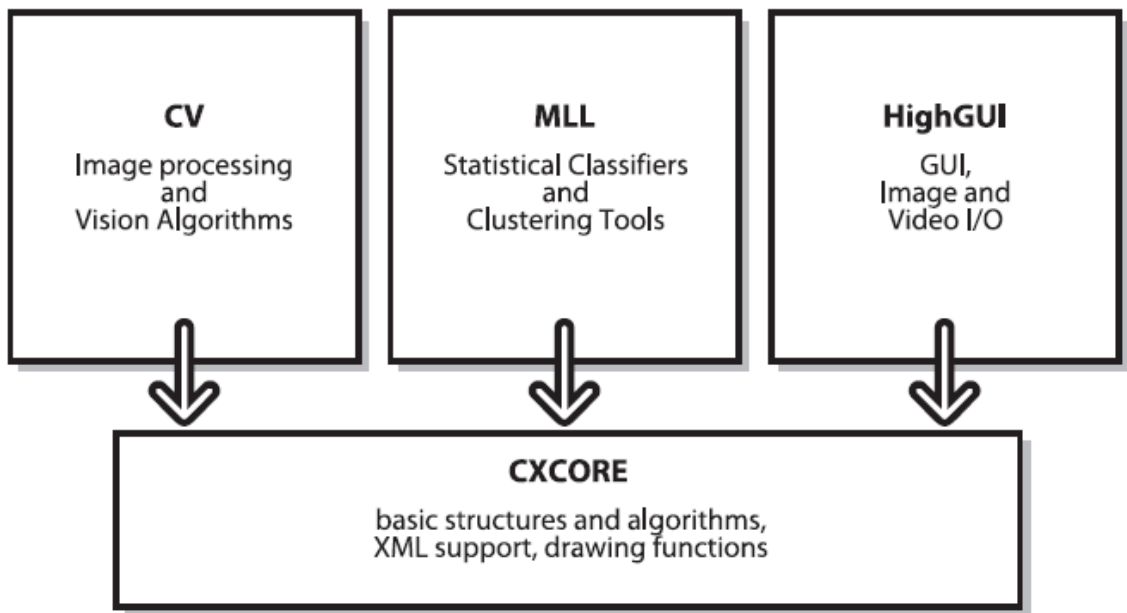 CV
Image processing
and
Vision Algorithms
MLL
Statistical Classifiers
and
Clustering Tools
HighGUI
GUI,
Image and
Video I/O
CXCORE
basic structures and algorithms,
XML support, drawing functions